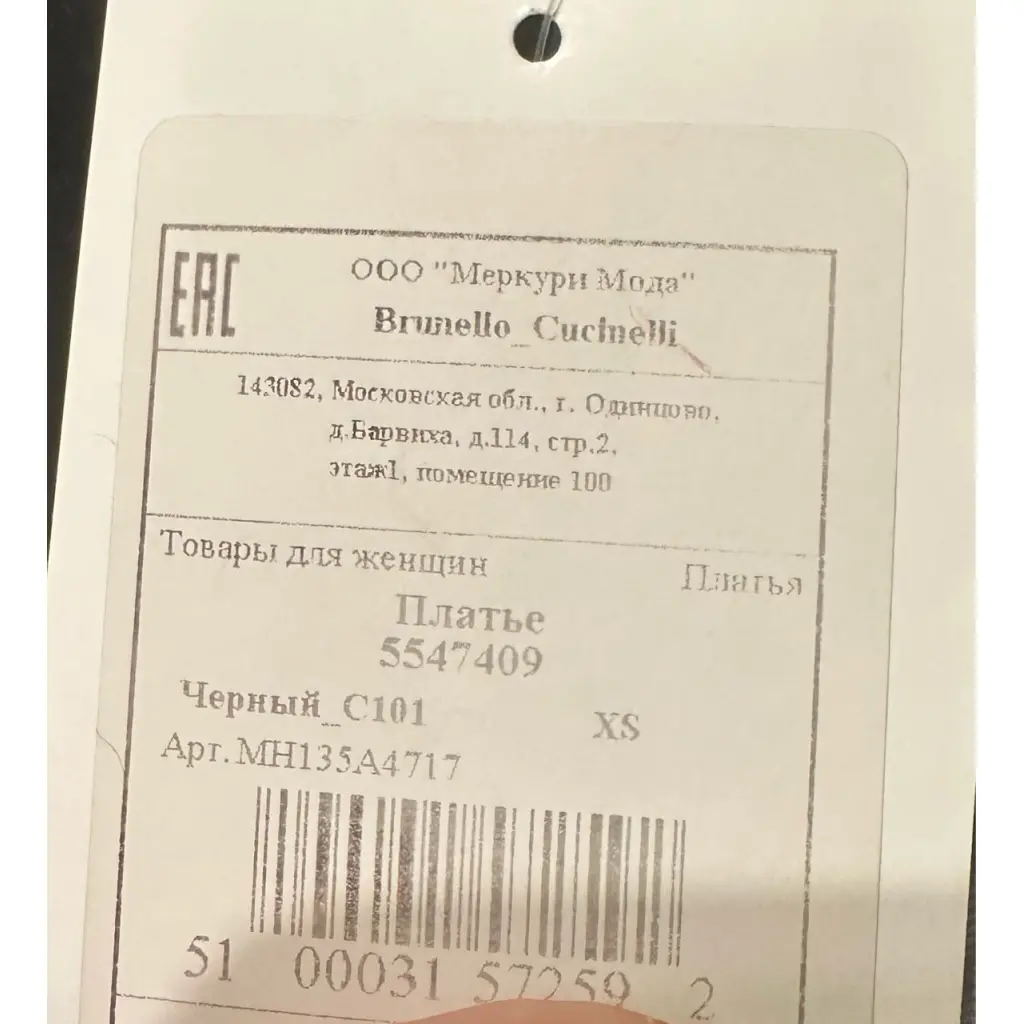 EAC
ООО "Меркури Мода"
Brunello_Cucinelli
143082, Московская обл., г. Одинцово,
д.Барвиха, д.114, стр.2,
этаж1, помещение 100
Товары для женщин Платья
Платье
5547409
Черный_C101 XS
Арт.MH135A4717
51 00031 57259 2